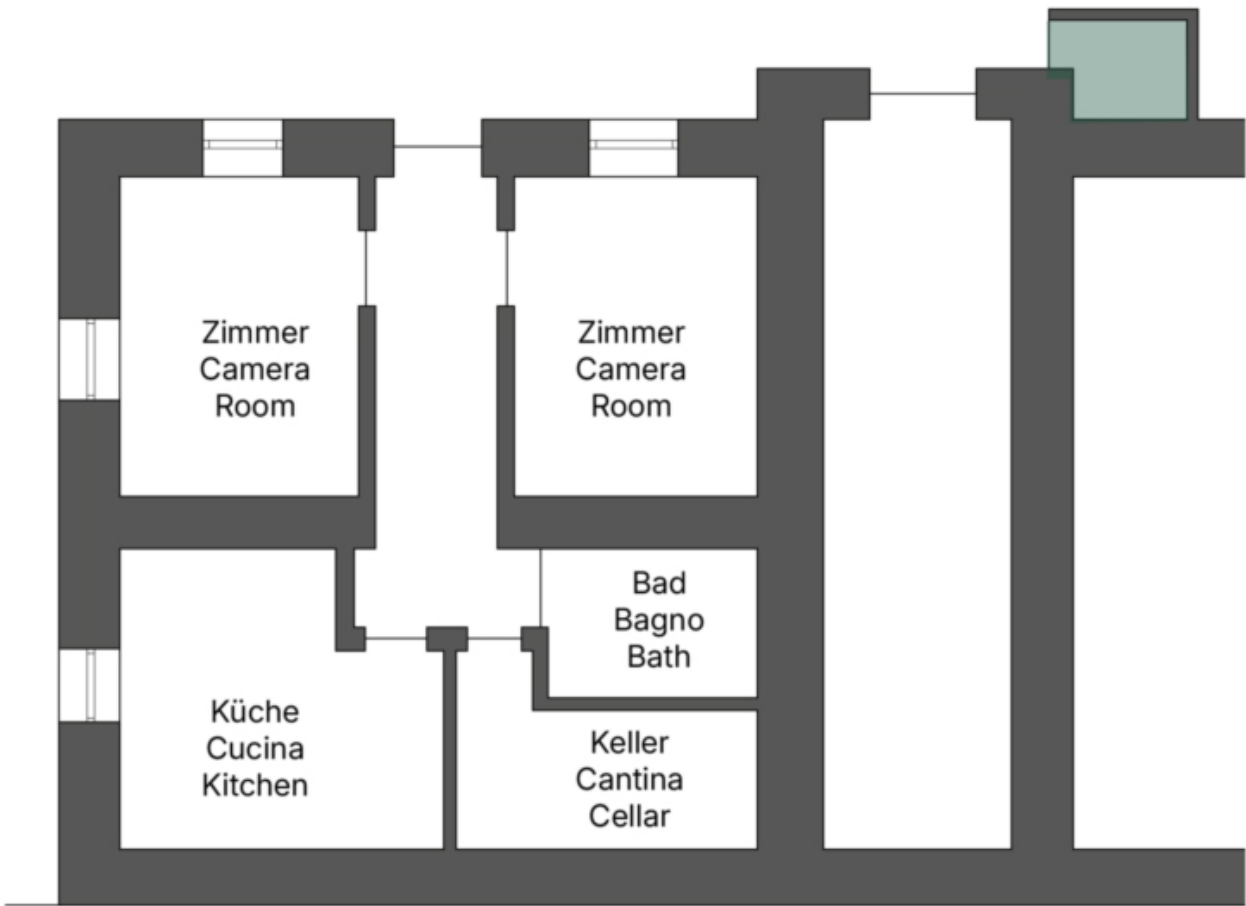 Zimmer
Camera
Room
Zimmer
Camera
Room
Bad
Bagno
Bath
Küche
Cucina
Kitchen
Keller
Cantina
Cellar